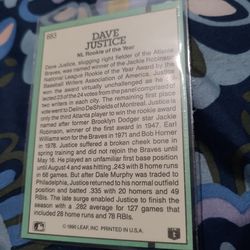 683
DAVE
JUSTICE
NL Rookie of the Year
Dave Justice, slugging right fielder of the Atlanta
Braves, was named winner of the Jackie Robinson
National League Rookie of the Year Award by the
Baseball Writers Association of America. Justice
won the award virtually unchallenged as he
collected 23 of the 24 votes from the panel comprised of
two writers in each city. The remaining first place
vote went to Delino DeShields of Montreal. Justice is
only the third Atlanta player to win the rookie award
named after former Brooklyn Dodger star Jackie
Robinson, winner of the first award in 1947. Earl
Williams won for the Braves in 1971 and Bob Horner
in 1978. Justice suffered a broken cheek bone in
spring training and did not rejoin the Braves until
May 16. He played an unfamiliar first base position
until August 4 and was hitting .243 with 8 home runs
in 66 games. But after Dale Murphy was traded to
Philadelphia, Justice returned to his normal outfield
position and batted .335 with 20 homers and 49
RBIs. The late surge enabled Justice to finish the
season with a .282 average for 127 games that
included 28 home runs and 78 RBIs.
© 1990 LEAF, INC. PRINTED IN U.S.A.